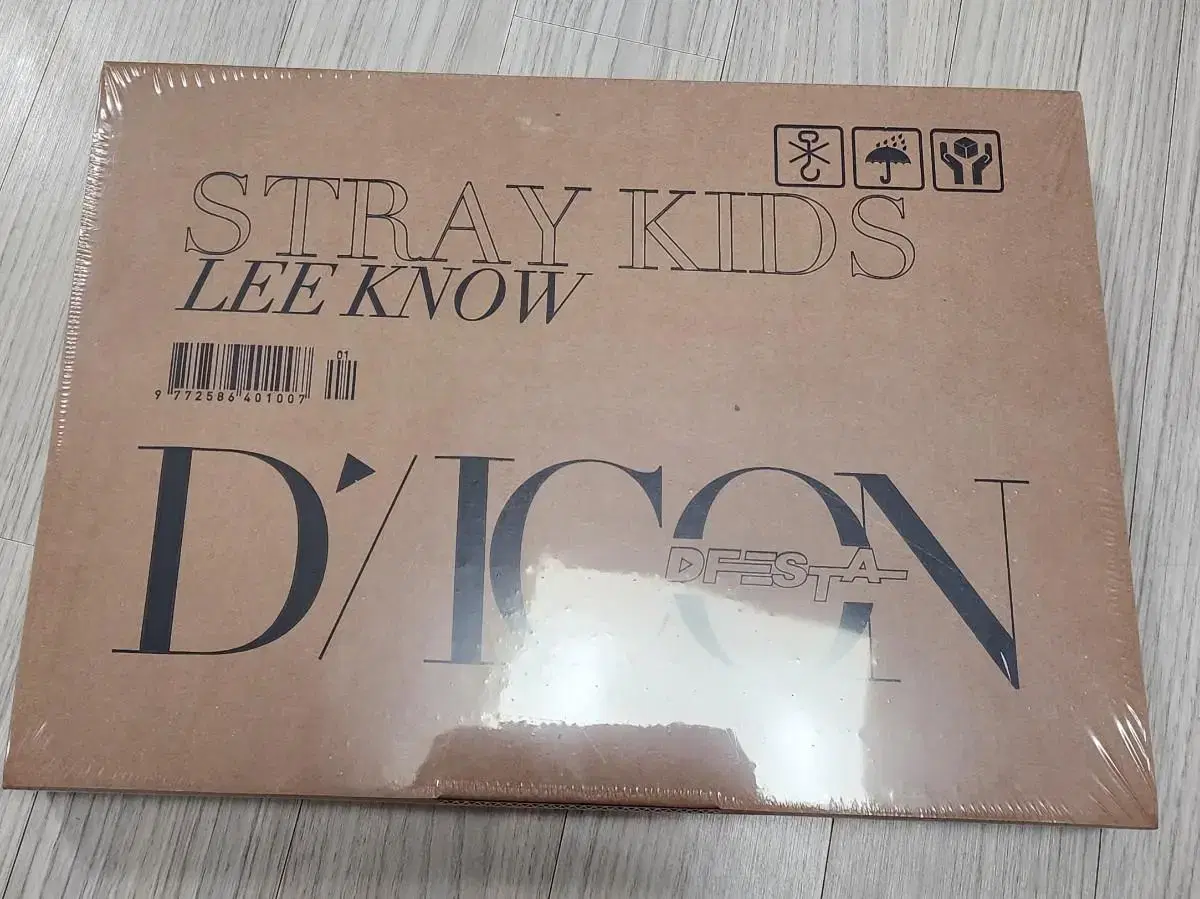 STRAY KIDS
LEE KNOW
01
9 772586 401007
D'/ICON
DFESTA